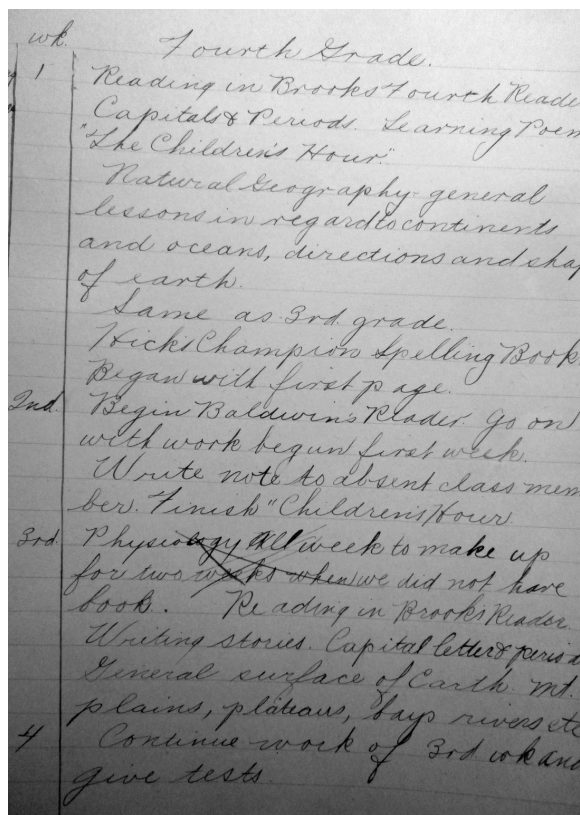 wk. Fourth Grade.
1 Reading in Brooks Fourth Reade
Capitals & Periods. Learning Poem
"The Children's Hour."
Natural Geography - general
lessons in regard to continents
and oceans, directions and shap
of earth.
Same as 3rd. grade.
Hicks Champion Spelling Book.
Began with first page.
2nd. Begin Baldwin's Reader. Go on
with work begun first week.
Write note to absent class mem
ber. Finish "Children's Hour
3rd. Physiology All week to make up
for two weeks when we did not have
book. Reading in Brooks Reader.
Writing stories. Capital letter & period
General surface of Earth. Mt.
plains, plateaus, bays rivers etc
4 Continue work of 3rd wk and
give tests.